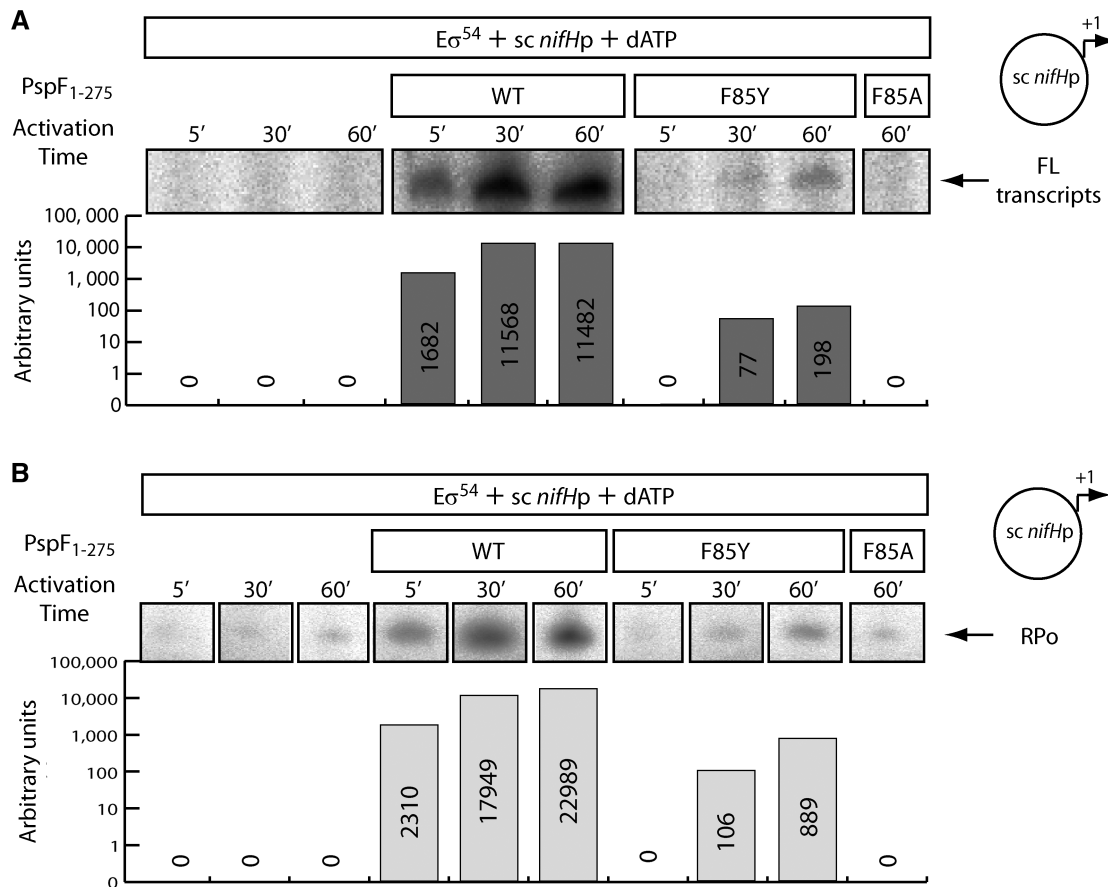 A
Eσ⁵⁴ + sc nifHp + dATP
+1
sc nifHp
PspF₁₋₂₇₅
WT
F85Y
F85A
Activation Time
5′ 30′ 60′ 5′ 30′ 60′ 5′ 30′ 60′ 60′
FL transcripts
Arbitrary units
100, 000
10, 000
1, 000
100
10
1
0
0 0 0 1682 11568 11482 0 77 198 0
B
Eσ⁵⁴ + sc nifHp + dATP
+1
sc nifHp
PspF₁₋₂₇₅
WT
F85Y
F85A
Activation Time
5′ 30′ 60′ 5′ 30′ 60′ 5′ 30′ 60′ 60′
RPo
Arbitrary units
100,000
10,000
1,000
100
10
1
0
0 0 0 2310 17949 22989 0 106 889 0